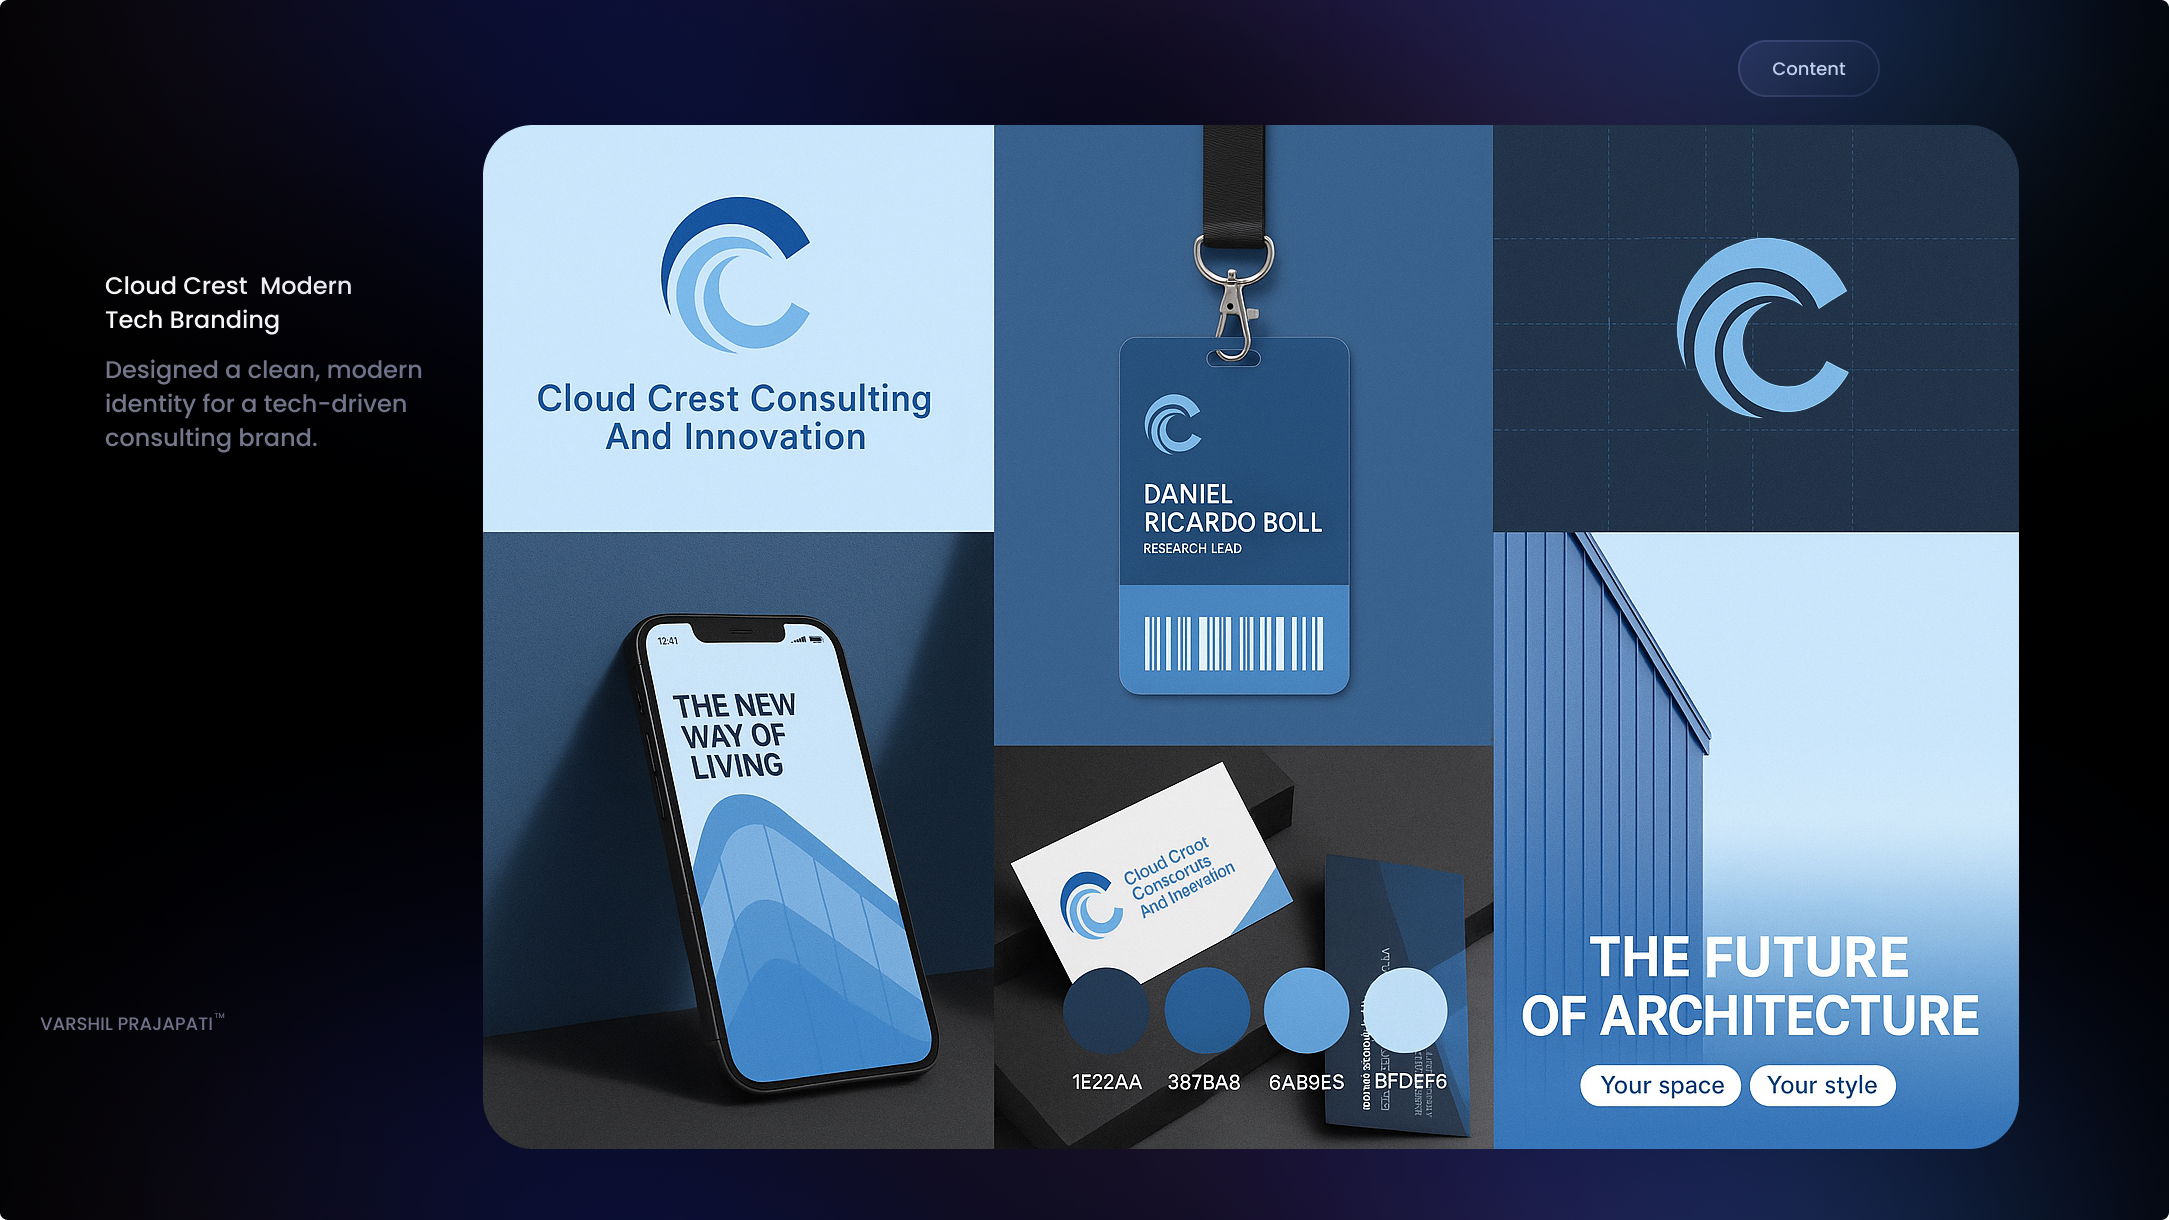 Content
Cloud Crest  Modern
Tech Branding
Designed a clean, modern
identity for a tech-driven
consulting brand.
VARSHIL PRAJAPATI™
Cloud Crest Consulting
And Innovation
DANIEL
RICARDO BOLL
RESEARCH LEAD
12:41
THE NEW
WAY OF
LIVING
Cloud Croot
Conscoruts
And Ineevation
1E22AA
387BA8
6AB9ES
BFDEF6
THE FUTURE
OF ARCHITECTURE
Your space
Your style